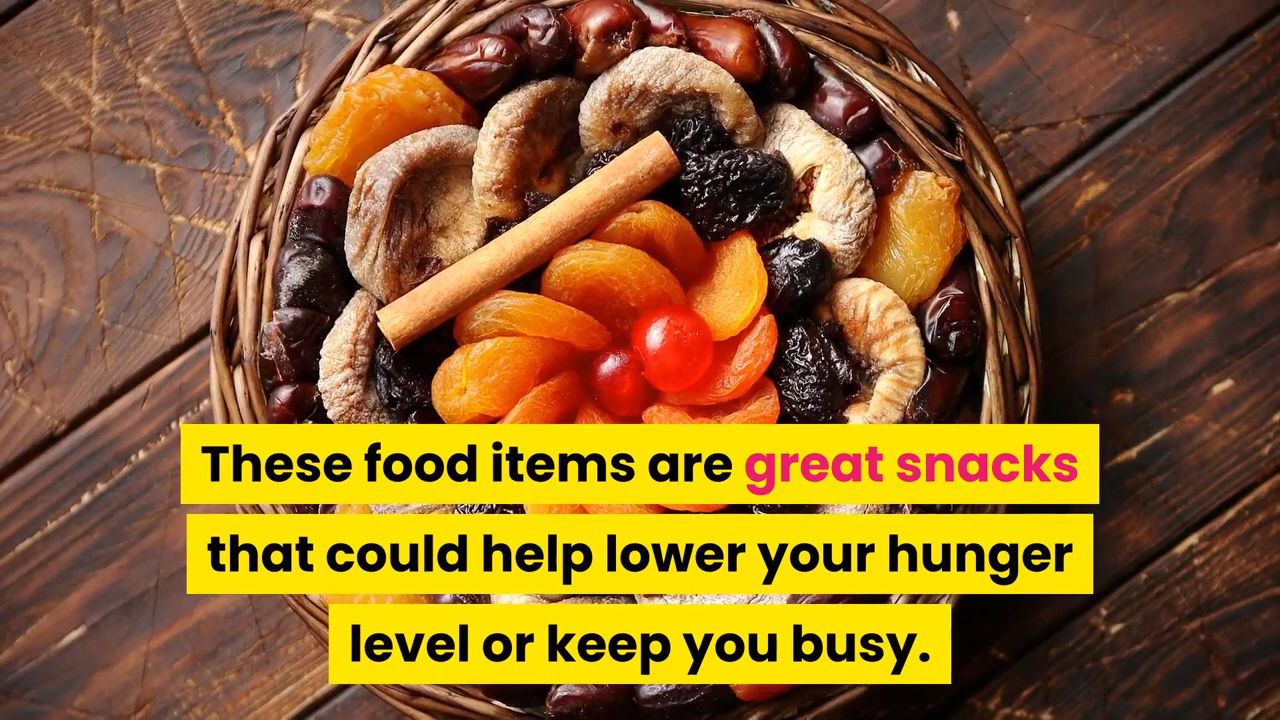 These food items are great snacks
that could help lower your hunger
level or keep you busy.